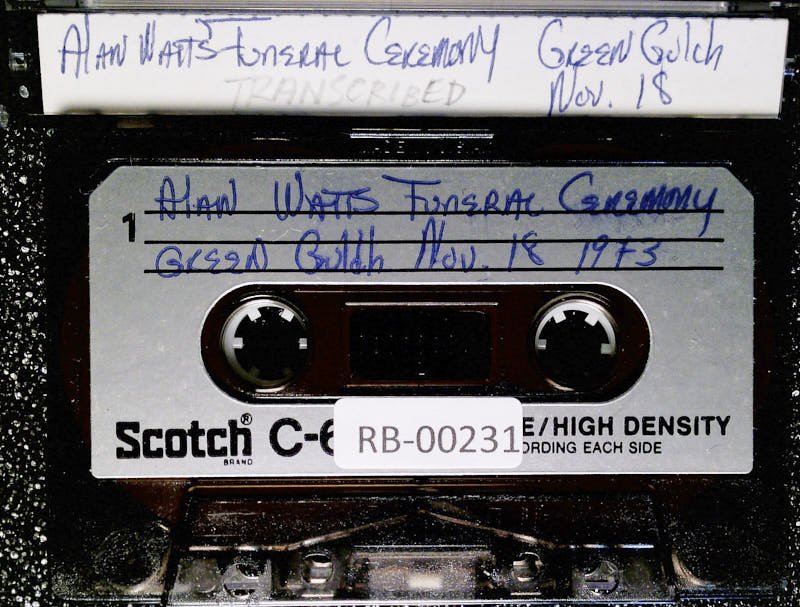 Alan Watts Funeral Ceremony Green Gulch
TRANSCRIBED Nov. 18
1 Alan Watts Funeral Ceremony
Green Gulch Nov. 18 1973
Scotch® C-6 RB-00231 E/HIGH DENSITY
BRAND ORDING EACH SIDE